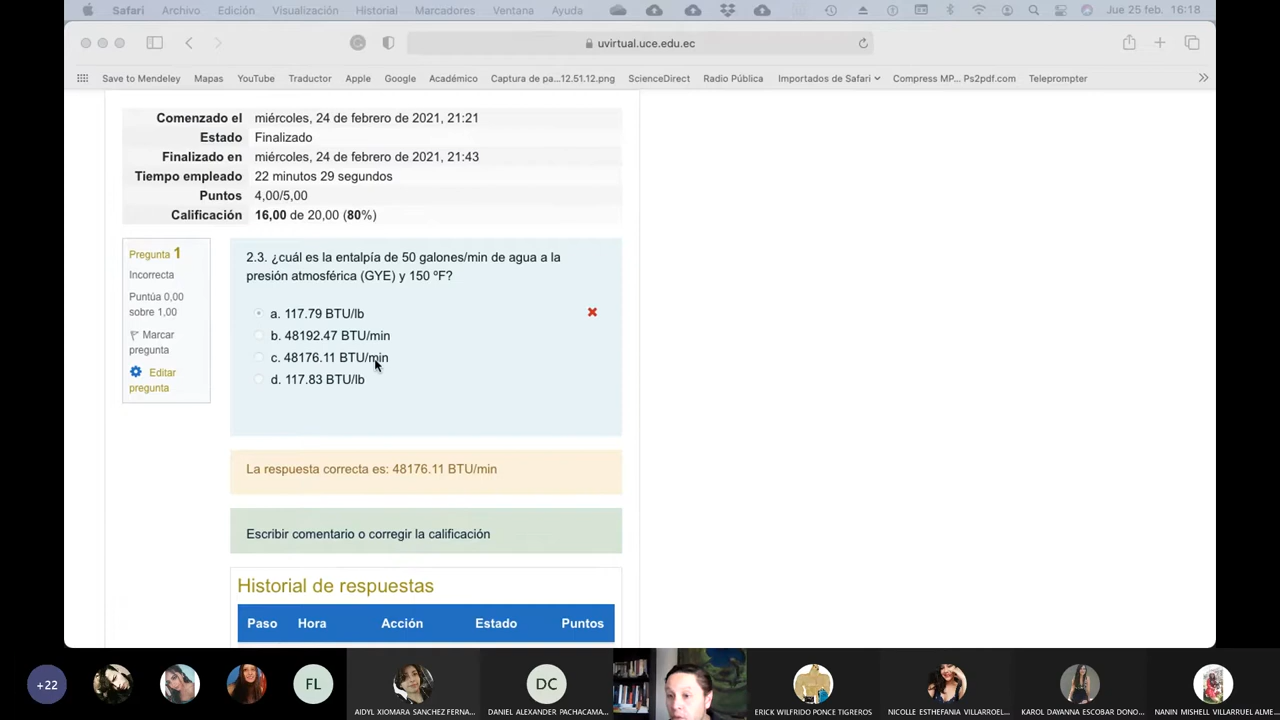 Safari Archivo Edición Visualización Historial Marcadores Ventana Ayuda Jue 25 feb. 16:18
uvirtual.uce.edu.ec
Save to Mendeley Mapas YouTube Traductor Apple Google Académico Captura de pa...12.51.12.png ScienceDirect Radio Pública Importados de Safari Compress MP... Ps2pdf.com Teleprompter
Comenzado el miércoles, 24 de febrero de 2021, 21:21
Estado Finalizado
Finalizado en miércoles, 24 de febrero de 2021, 21:43
Tiempo empleado 22 minutos 29 segundos
Puntos 4,00/5,00
Calificación 16,00 de 20,00 (80%)
Pregunta 1
Incorrecta
Puntúa 0,00
sobre 1,00
Marcar
pregunta
Editar
pregunta
2.3. ¿cuál es la entalpía de 50 galones/min de agua a la
presión atmosférica (GYE) y 150 ºF?
a. 117.79 BTU/lb
b. 48192.47 BTU/min
c. 48176.11 BTU/min
d. 117.83 BTU/lb
La respuesta correcta es: 48176.11 BTU/min
Escribir comentario o corregir la calificación
Historial de respuestas
Paso Hora Acción Estado Puntos
+22
FL
DC
AIDYL XIOMARA SANCHEZ FERNA...
DANIEL ALEXANDER PACHACAMA...
ERICK WILFRIDO PONCE TIGREROS
NICOLLE ESTHEFANIA VILLARROEL...
KAROL DAYANNA ESCOBAR DONO...
NANIN MISHELL VILLARRUEL ALME...